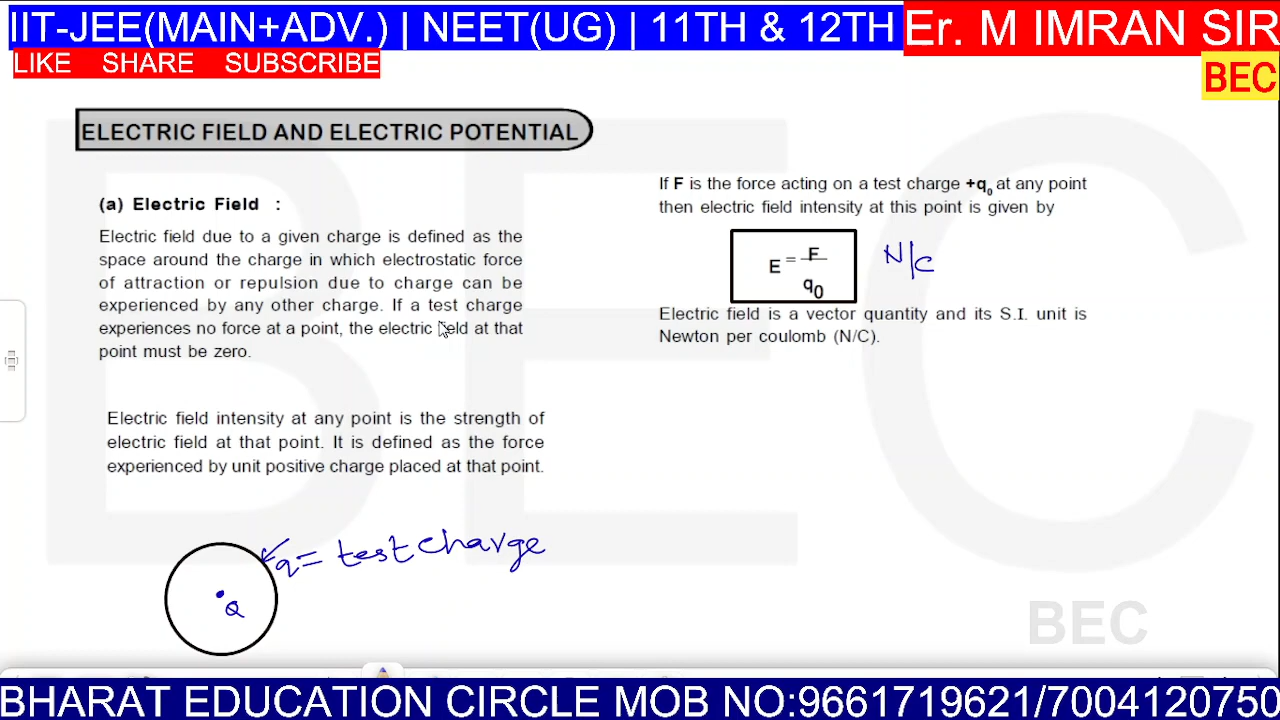 IIT-JEE(MAIN+ADV.) | NEET(UG) | 11TH & 12TH Er. M IMRAN SIR
LIKE SHARE SUBSCRIBE
BEC
ELECTRIC FIELD AND ELECTRIC POTENTIAL
(a) Electric Field :
Electric field due to a given charge is defined as the
space around the charge in which electrostatic force
of attraction or repulsion due to charge can be
experienced by any other charge. If a test charge
experiences no force at a point, the electric field at that
point must be zero.
Electric field intensity at any point is the strength of
electric field at that point. It is defined as the force
experienced by unit positive charge placed at that point.
q = test charge
Q
If F is the force acting on a test charge +q₀ at any point
then electric field intensity at this point is given by
E = F / q₀
N/C
Electric field is a vector quantity and its S.I. unit is
Newton per coulomb (N/C).
BEC
BEC
BHARAT EDUCATION CIRCLE MOB NO:9661719621/7004120750